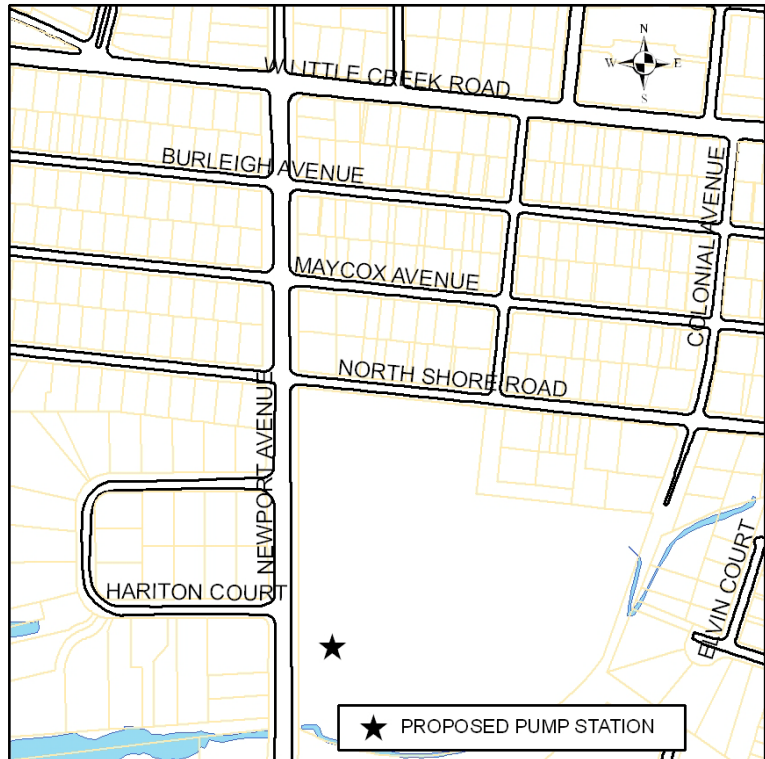 N
W E
S
W LITTLE CREEK ROAD
BURLEIGH AVENUE
COLONIAL AVENUE
MAYCOX AVENUE
NORTH SHORE ROAD
NEWPORT AVENUE
HARITON COURT
ELVIN COURT
PROPOSED PUMP STATION